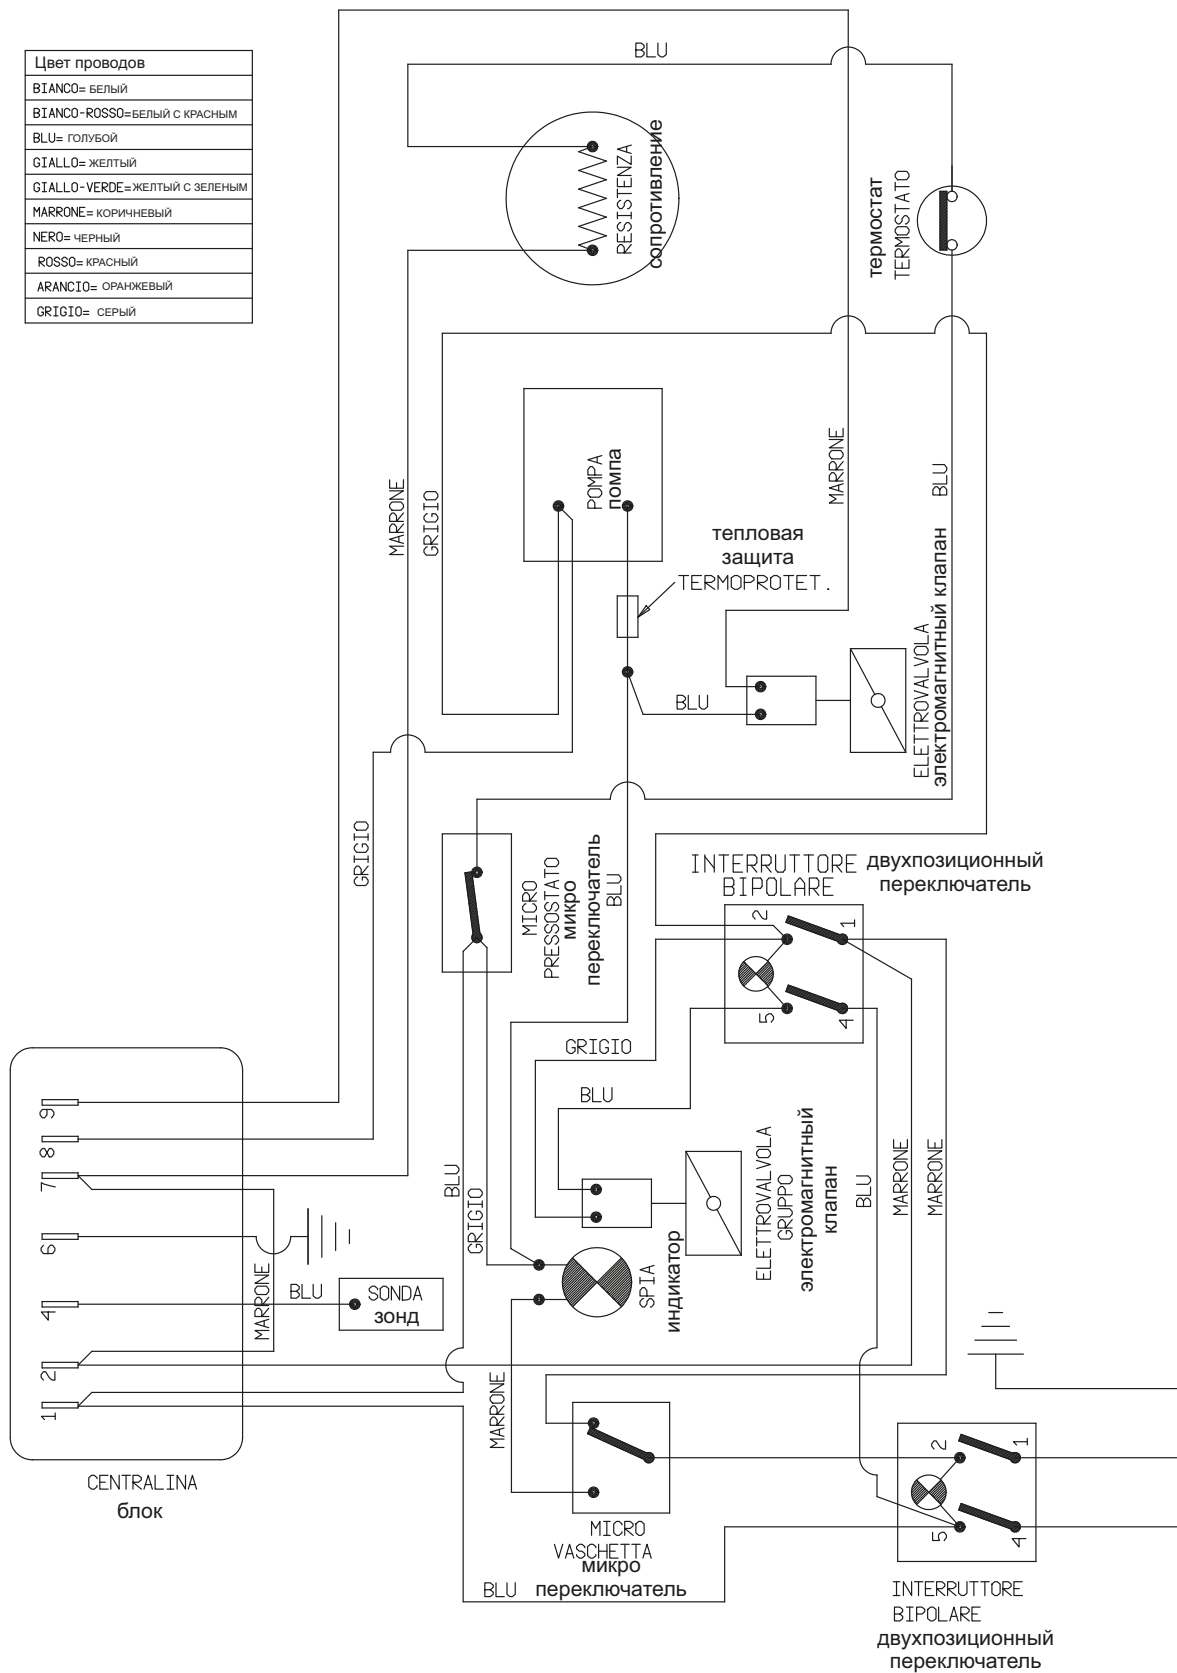 Цвет проводов
BIANCO= БЕЛЫЙ
BIANCO-ROSSO=БЕЛЫЙ С КРАСНЫМ
BLU= ГОЛУБОЙ
GIALLO= ЖЕЛТЫЙ
GIALLO-VERDE=ЖЕЛТЫЙ С ЗЕЛЕНЫМ
MARRONE= КОРИЧНЕВЫЙ
NERO= ЧЕРНЫЙ
ROSSO= КРАСНЫЙ
ARANCIO= ОРАНЖЕВЫЙ
GRIGIO= СЕРЫЙ
BLU
RESISTENZA
сопротивление
термостат
TERMOSTATO
MARRONE
GRIGIO
POMPA
помпа
MARRONE
BLU
тепловая
защита
TERMOPROTET.
BLU
ELETTROVALVOLA
электромагнитный клапан
GRIGIO
MICRO
PRESSOSTATO
микро
переключатель
BLU
INTERRUTTORE
BIPOLARE
двухпозиционный
переключатель
2
1
5
4
GRIGIO
BLU
9
8
7
6
4
2
1
MARRONE
BLU
SONDA
зонд
BLU
GRIGIO
ELETTROVALVOLA
GRUPPO
электромагнитный
клапан
SPIA
индикатор
BLU
MARRONE
MARRONE
CENTRALINA
блок
MARRONE
MICRO
VASCHETTA
микро
переключатель
BLU
2
1
5
4
INTERRUTTORE
BIPOLARE
двухпозиционный
переключатель